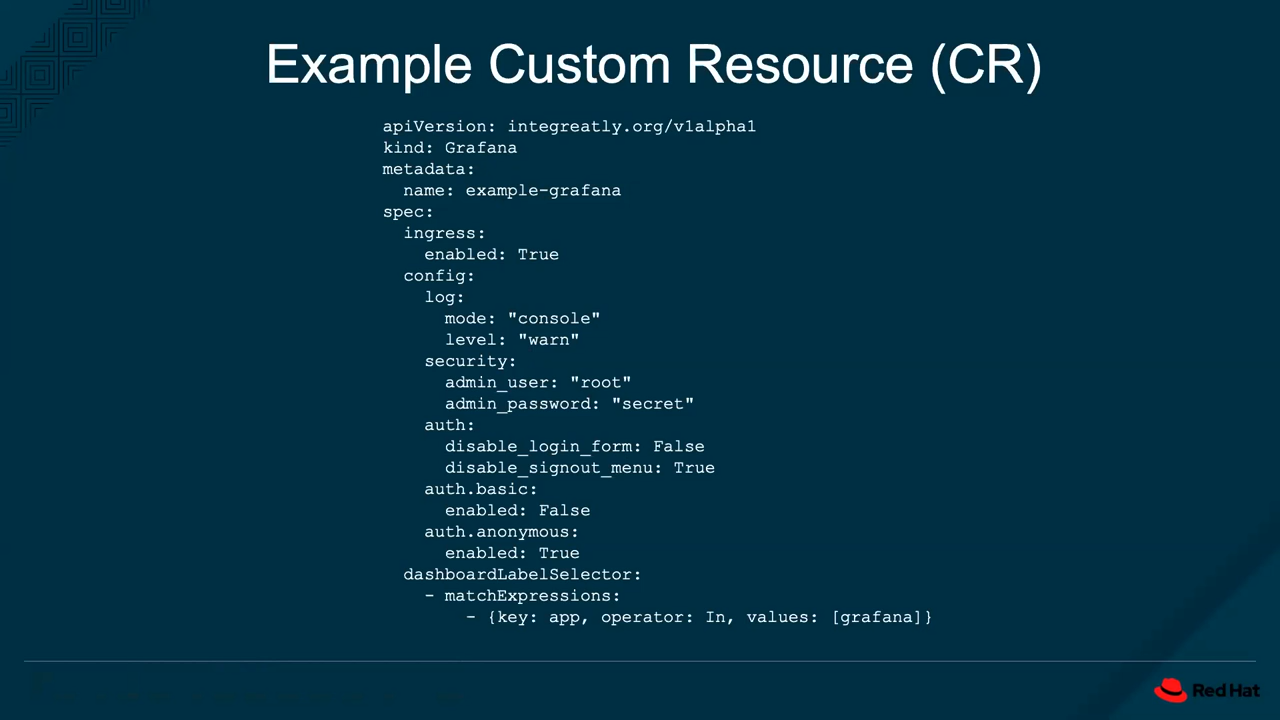 Example Custom Resource (CR)
apiVersion: integreatly.org/v1alpha1
kind: Grafana
metadata:
  name: example-grafana
spec:
  ingress:
    enabled: True
  config:
    log:
      mode: "console"
      level: "warn"
    security:
      admin_user: "root"
      admin_password: "secret"
    auth:
      disable_login_form: False
      disable_signout_menu: True
    auth.basic:
      enabled: False
    auth.anonymous:
      enabled: True
  dashboardLabelSelector:
    - matchExpressions:
        - {key: app, operator: In, values: [grafana]}
Red Hat